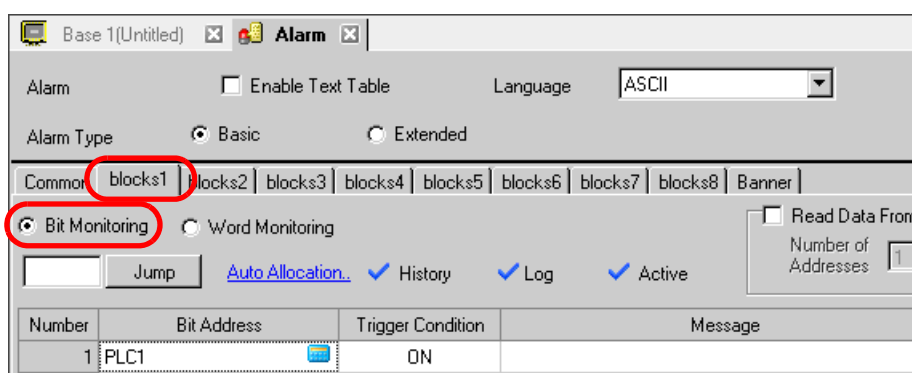 Base 1(Untitled) Alarm
Alarm Enable Text Table Language ASCII
Alarm Type Basic Extended
Common blocks1 blocks2 blocks3 blocks4 blocks5 blocks6 blocks7 blocks8 Banner
Bit Monitoring Word Monitoring Read Data From
Number of
Addresses 1
Jump Auto Allocation.. History Log Active
Number Bit Address Trigger Condition Message
1 PLC1 ON